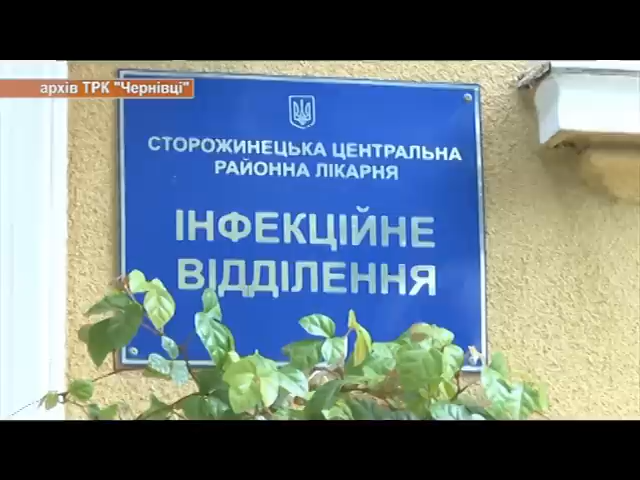 архів ТРК "Чернівці"
СТОРОЖИНЕЦЬКА ЦЕНТРАЛЬНА
РАЙОННА ЛІКАРНЯ
ІНФЕКЦІЙНЕ
ВІДДІЛЕННЯ